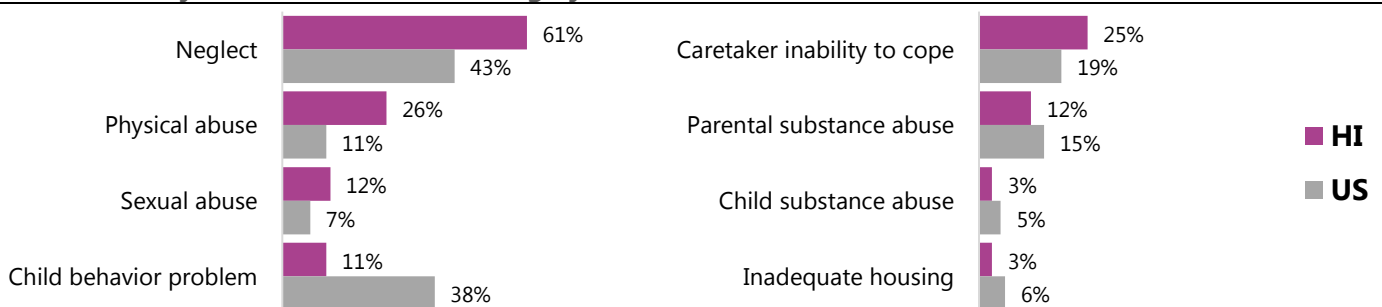 Neglect
61%
43%
Physical abuse
26%
11%
Sexual abuse
12%
7%
Child behavior problem
11%
38%
Caretaker inability to cope
25%
19%
Parental substance abuse
12%
15%
Child substance abuse
3%
5%
Inadequate housing
3%
6%
HI
US